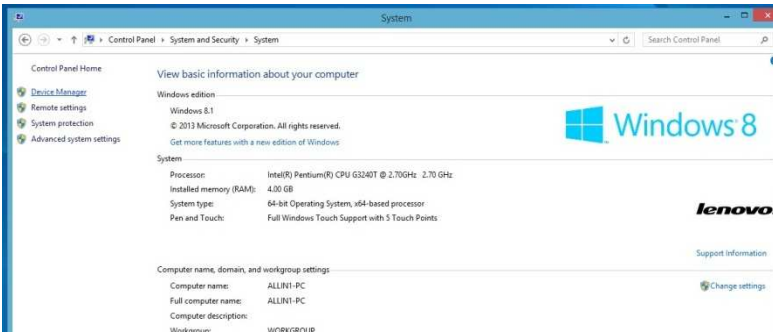 System
Control Panel System and Security System
Search Control Panel
Control Panel Home
View basic information about your computer
Device Manager
Windows edition
Remote settings
Windows 8.1
System protection
© 2013 Microsoft Corporation. All rights reserved.
Advanced system settings
Get more features with a new edition of Windows
Windows 8
System
Processor: Intel(R) Pentium(R) CPU G3240T @ 2.70GHz 2.70 GHz
Installed memory (RAM): 4.00 GB
System type: 64-bit Operating System, x64-based processor
Pen and Touch: Full Windows Touch Support with 5 Touch Points
lenovo
Support Information
Computer name, domain, and workgroup settings
Computer name: ALLIN1-PC
Change settings
Full computer name: ALLIN1-PC
Computer description:
Workgroup: WORKGROUP